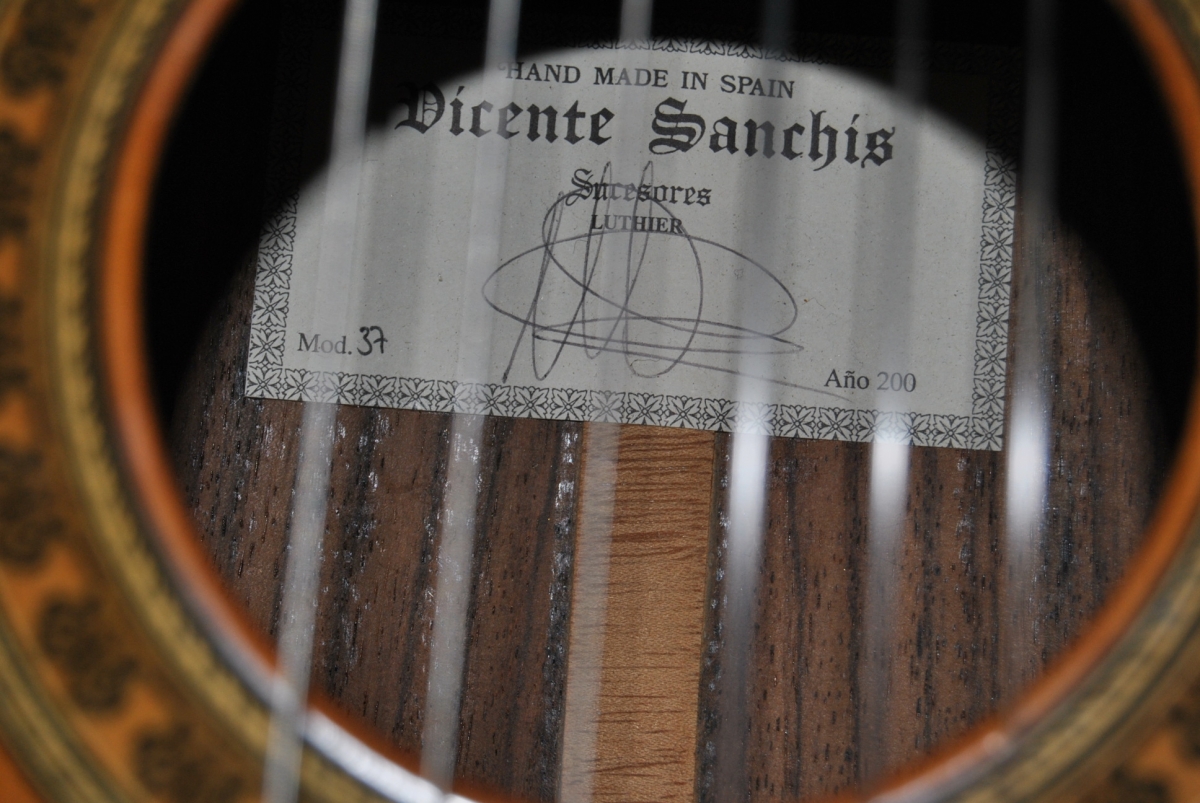 HAND MADE IN SPAIN
Vicente Sanchis
Sucesores
LUTHIER
Mod. 37
Año 200